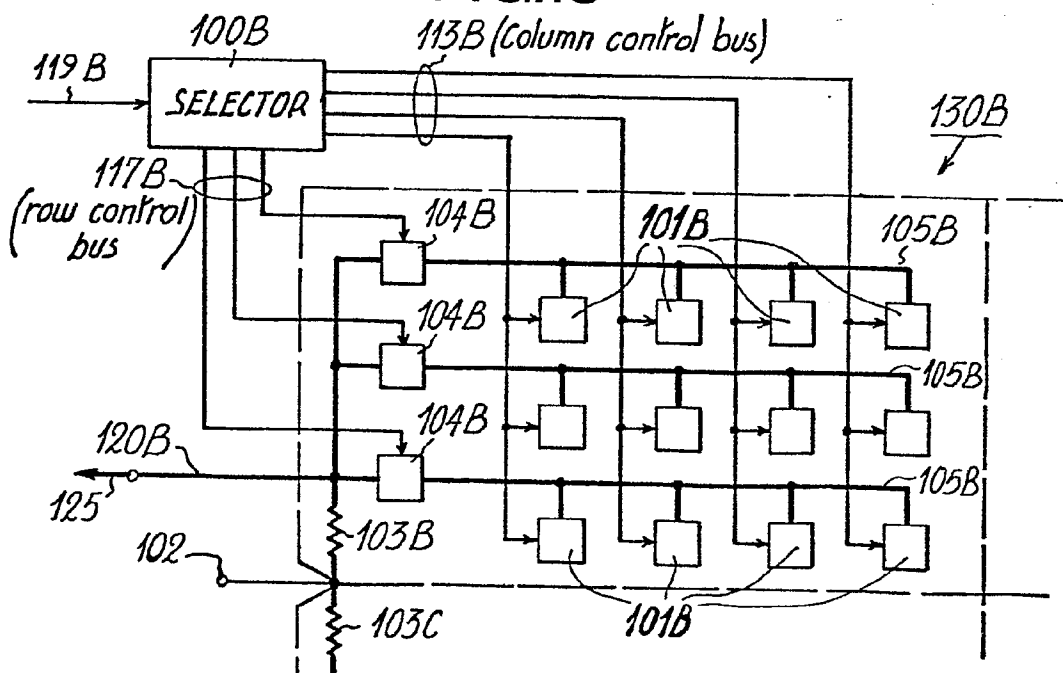 100B
113B (Column control bus)
119B
SELECTOR
130B
117B
(row control bus)
104B
101B
105B
104B
105B
120B
104B
105B
125
103B
102
101B
103C